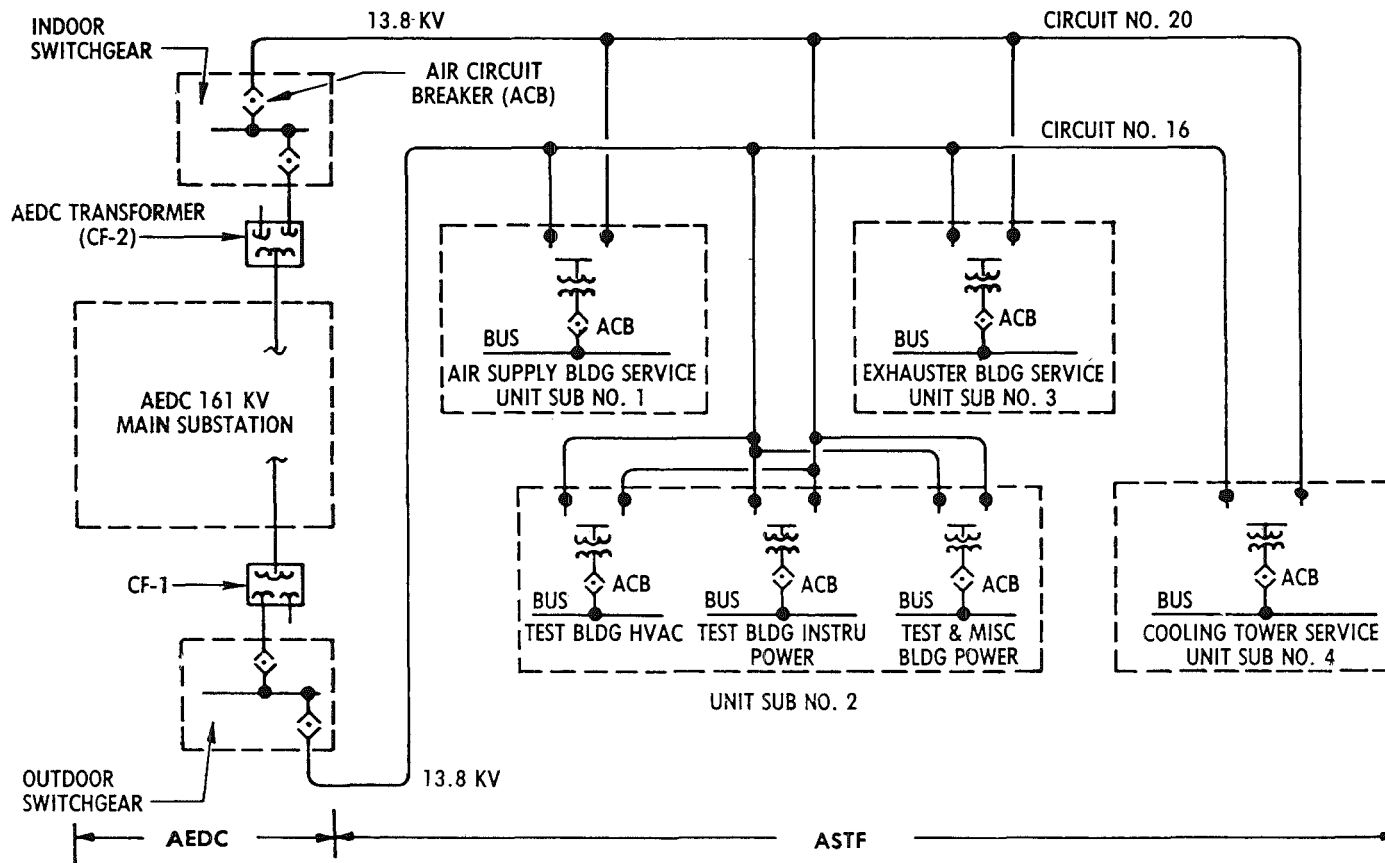 INDOOR
SWITCHGEAR
13.8 KV
CIRCUIT NO. 20
AIR CIRCUIT
BREAKER (ACB)
CIRCUIT NO. 16
AEDC TRANSFORMER
(CF-2)
AEDC 161 KV
MAIN SUBSTATION
ACB
BUS
AIR SUPPLY BLDG SERVICE
UNIT SUB NO. 1
ACB
BUS
EXHAUSTER BLDG SERVICE
UNIT SUB NO. 3
CF-1
ACB
BUS
TEST BLDG HVAC
ACB
BUS
TEST BLDG INSTRU
POWER
ACB
BUS
TEST & MISC
BLDG POWER
UNIT SUB NO. 2
ACB
BUS
COOLING TOWER SERVICE
UNIT SUB NO. 4
OUTDOOR
SWITCHGEAR
13.8 KV
AEDC
ASTF